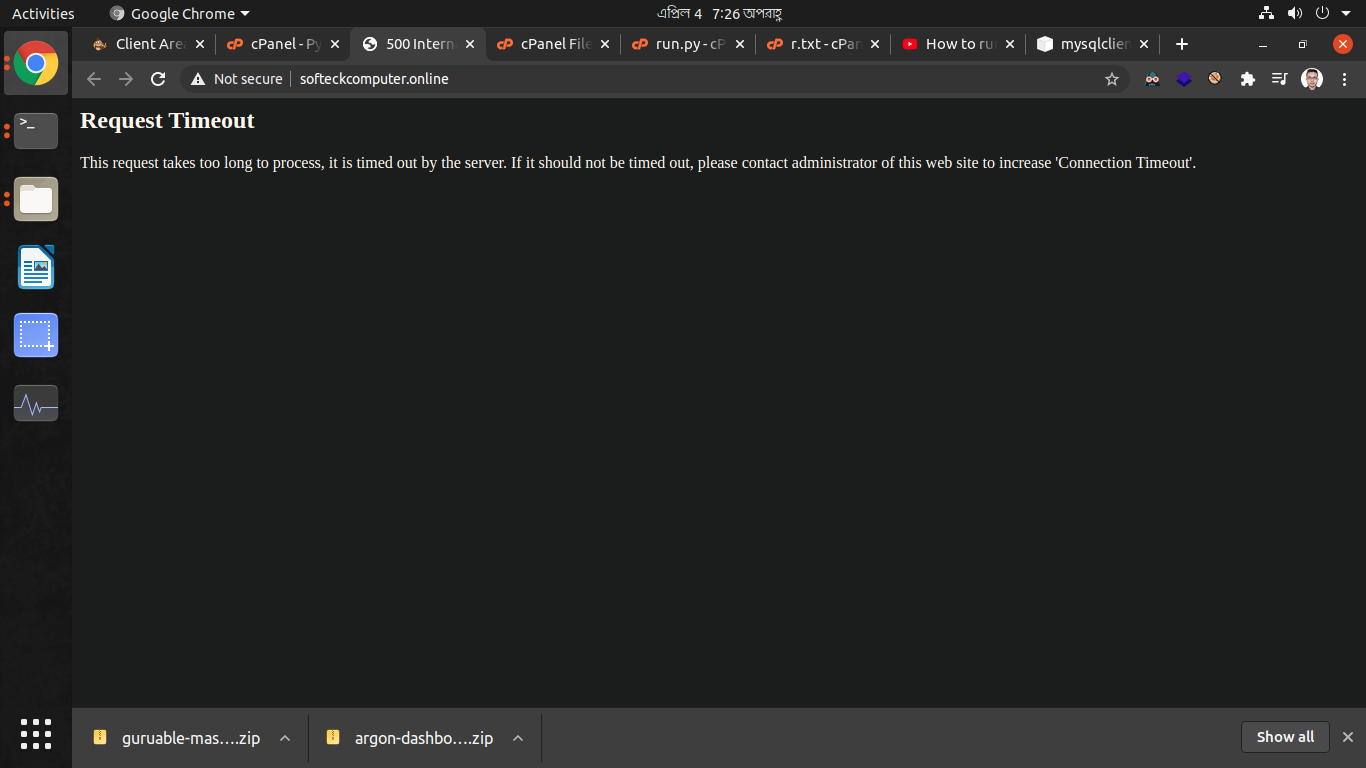 Activities
Google Chrome
এপ্রিল 4 7:26 অপরাহ্ণ
Client Area
cPanel - Py
500 Intern
cPanel File
run.py - cP
r.txt - cPan
How to ru
mysqlclien
Not secure
softeckcomputer.online
Request Timeout
This request takes too long to process, it is timed out by the server. If it should not be timed out, please contact administrator of this web site to increase 'Connection Timeout'.
guruable-mas....zip
argon-dashbo....zip
Show all